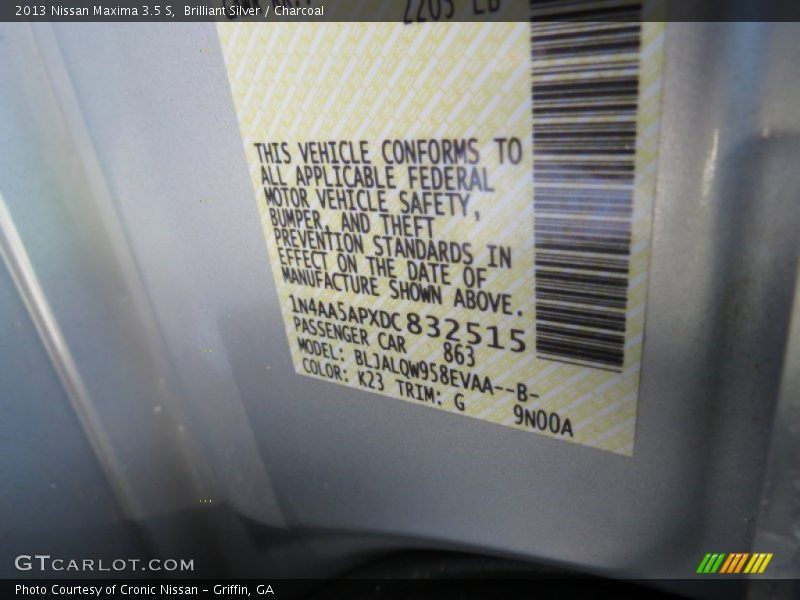 2013 Nissan Maxima 3.5 S, Brilliant Silver / Charcoal
2205 LB
THIS VEHICLE CONFORMS TO
ALL APPLICABLE FEDERAL
MOTOR VEHICLE SAFETY,
BUMPER, AND THEFT
PREVENTION STANDARDS IN
EFFECT ON THE DATE OF
MANUFACTURE SHOWN ABOVE.
1N4AA5APXDC832515
PASSENGER CAR 863
MODEL: BLJALQW958EVAA--B-
COLOR: K23 TRIM: G 9N00A
GTCARLOT.COM
Photo Courtesy of Cronic Nissan - Griffin, GA